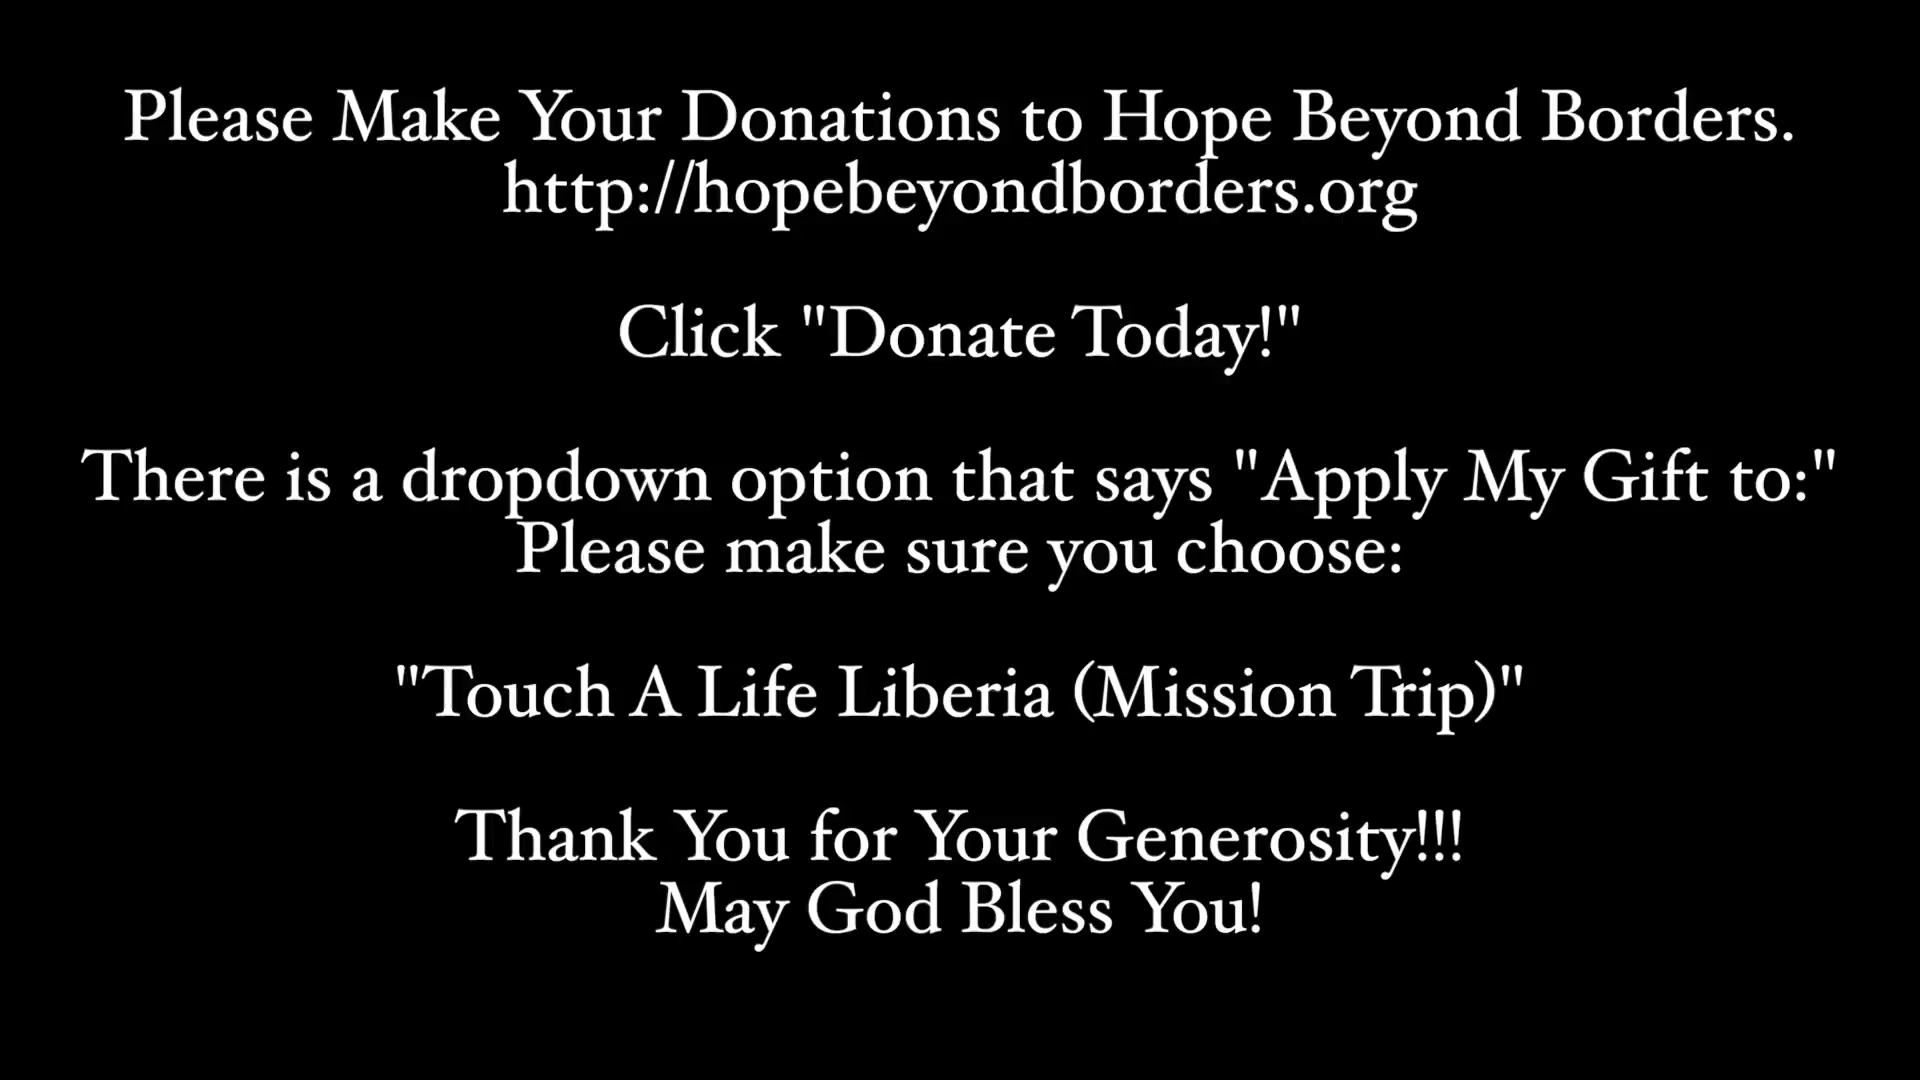 Please Make Your Donations to Hope Beyond Borders.
http://hopebeyondborders.org
Click "Donate Today!"
There is a dropdown option that says "Apply My Gift to:"
Please make sure you choose:
"Touch A Life Liberia (Mission Trip)"
Thank You for Your Generosity!!!
May God Bless You!